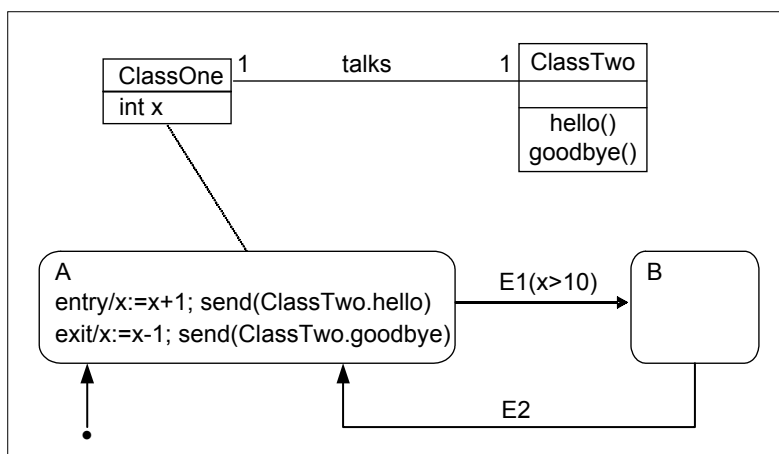 ClassOne
int x
1
talks
1
ClassTwo
hello()
goodbye()
A
entry/x:=x+1; send(ClassTwo.hello)
exit/x:=x-1; send(ClassTwo.goodbye)
E1(x>10)
B
E2